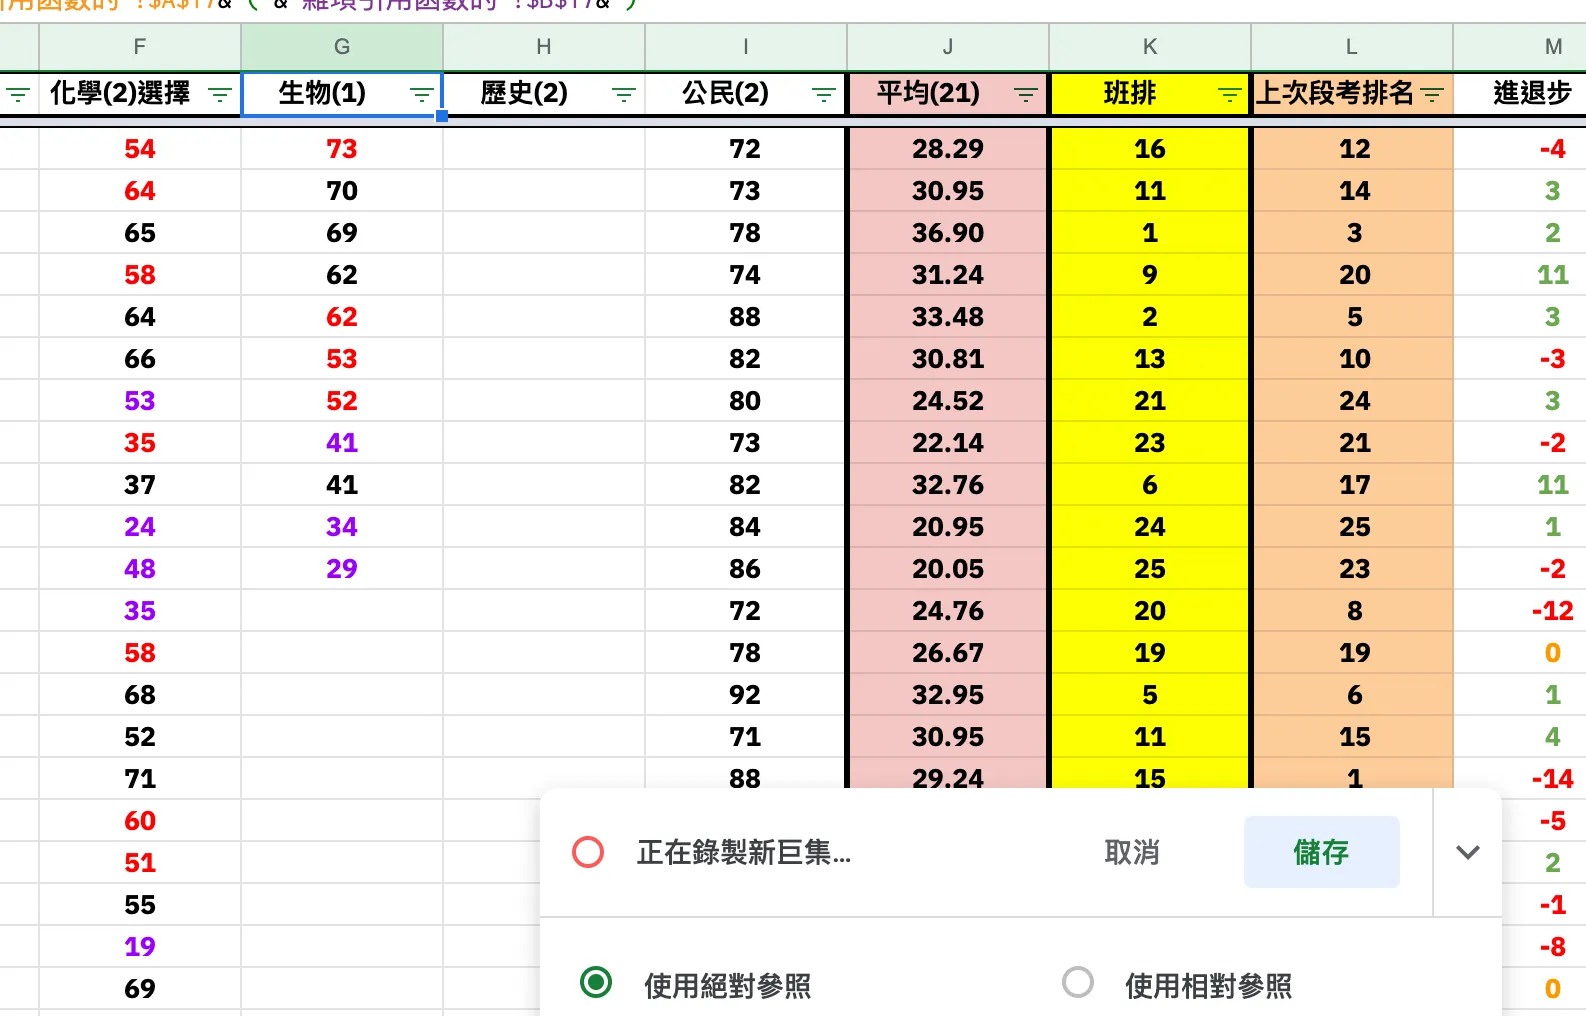 引用函數的'!$A$17&"("&'雜項引用函數的'!$B$17&")"
F G H I J K L M
化學(2)選擇 生物(1) 歷史(2) 公民(2) 平均(21) 班排 上次段考排名 進退步
54 73 72 28.29 16 12 -4
64 70 73 30.95 11 14 3
65 69 78 36.90 1 3 2
58 62 74 31.24 9 20 11
64 62 88 33.48 2 5 3
66 53 82 30.81 13 10 -3
53 52 80 24.52 21 24 3
35 41 73 22.14 23 21 -2
37 41 82 32.76 6 17 11
24 34 84 20.95 24 25 1
48 29 86 20.05 25 23 -2
35 72 24.76 20 8 -12
58 78 26.67 19 19 0
68 92 32.95 5 6 1
52 71 30.95 11 15 4
71 88 29.24 15 1 -14
60 -5
51 2
55 -1
19 -8
69 0
正在錄製新巨集... 取消 儲存
使用絕對參照 使用相對參照